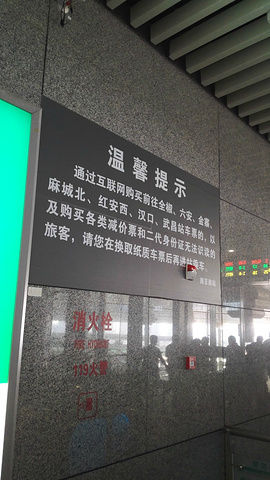 温馨提示
通过互联网购买前往全椒、六安、金寨、
麻城北、红安西、汉口、武昌站车票的，以
及购买各类减价票和二代身份证无法识读的
旅客，请您在换取纸质车票后再进站乘车。
消火栓
119火警